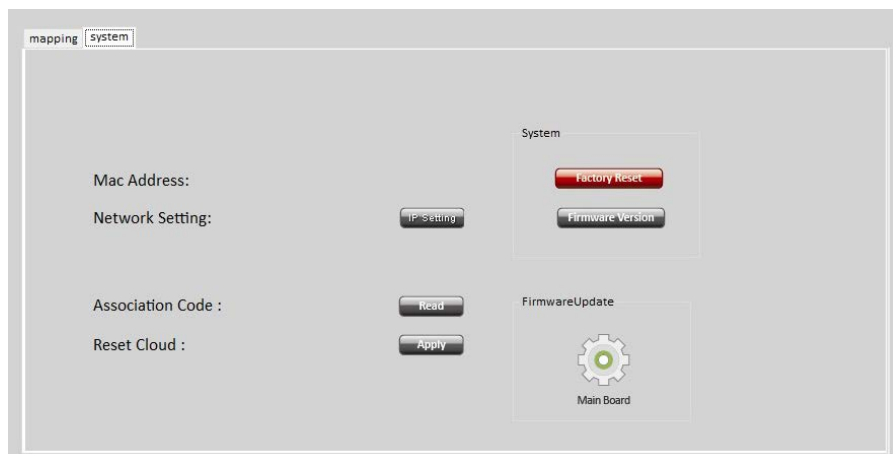 mapping system
System
Mac Address:
Factory Reset
Network Setting:
IP Setting
Firmware Version
Association Code :
Read
FirmwareUpdate
Reset Cloud :
Apply
Main Board